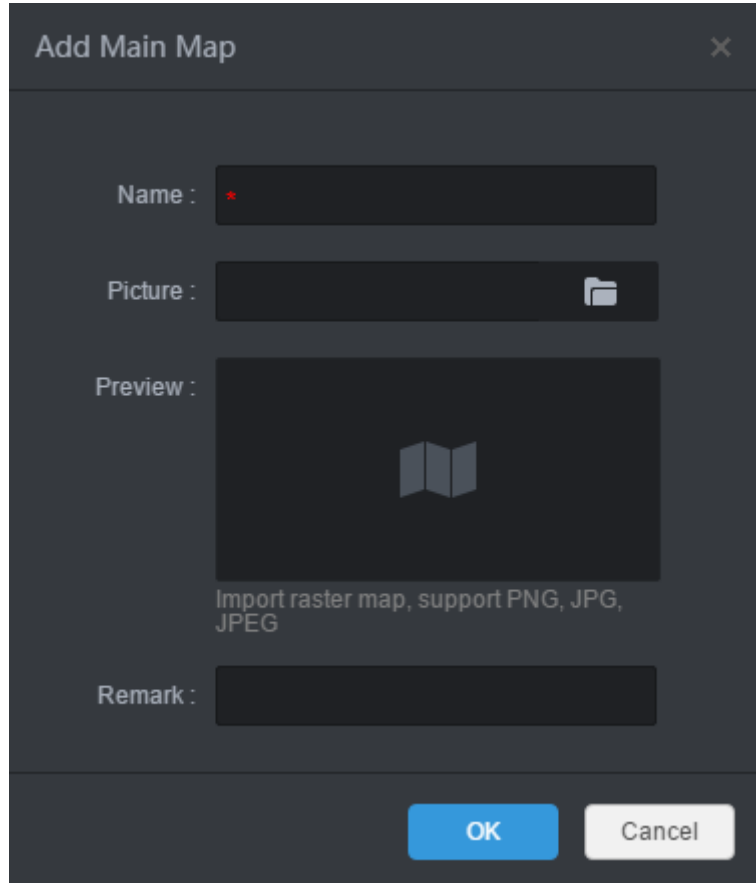 Add Main Map ×
Name : *
Picture :
Preview :
Import raster map, support PNG, JPG,
JPEG
Remark :
OK Cancel